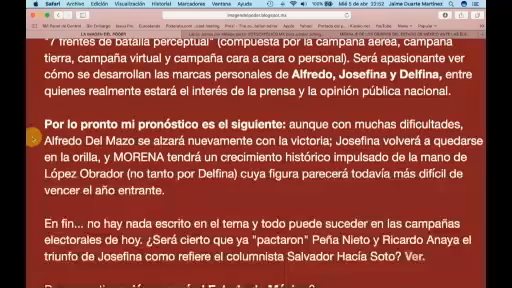 Safari Archivo Edición Visualización Historial Marcadores Ventana Ayuda
100% Mié 5 de abr 23:52 Jaime Duarte Martínez
imagenetpoder.blogspot.mx
LA IMAGEN DEL PODER
"7 frentes de batalla perceptual" (compuesta por la campaña aérea, campaña
tierra, campaña virtual y campaña cara a cara o personal). Será apasionante ver
cómo se desarrollan las marcas personales de Alfredo, Josefina y Delfina, entre
quienes realmente estará el interés de la prensa y la opinión pública nacional.
Por lo pronto mi pronóstico es el siguiente: aunque con muchas dificultades,
Alfredo Del Mazo se alzará nuevamente con la victoria; Josefina volverá a quedarse
en la orilla, y MORENA tendrá un crecimiento histórico impulsado de la mano de
López Obrador (no tanto por Delfina) cuya figura parecerá todavía más difícil de
vencer el año entrante.
En fin... no hay nada escrito en el tema y todo puede suceder en las campañas
electorales de hoy. ¿Será cierto que ya "pactaron" Peña Nieto y Ricardo Anaya el
triunfo de Josefina como refiere el columnista Salvador Hacía Soto? Ver.